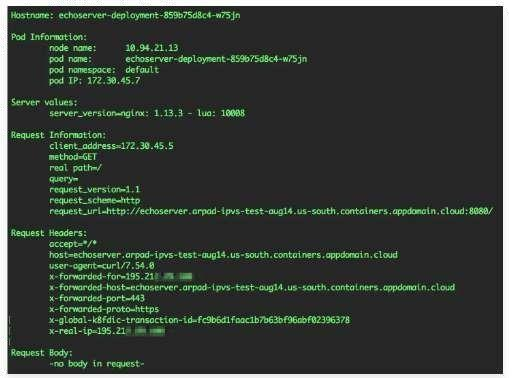 Hostname: echoserver-deployment-859b75d8c4-w75jn
Pod Information:
node name: 10.94.21.13
pod name: echoserver-deployment-859b75d8c4-w75jn
pod namespace: default
pod IP: 172.30.45.7
Server values:
server_version=nginx: 1.13.3 - lua: 10008
Request Information:
client_address=172.30.45.5
method=GET
real path=/
query=
request_version=1.1
request_scheme=http
request_uri=http://echoserver.arpad-ipvs-test-aug14.us-south.containers.appdomain.cloud:8080/
Request Headers:
accept=*/*
host=echoserver.arpad-ipvs-test-aug14.us-south.containers.appdomain.cloud
user-agent=curl/7.54.0
x-forwarded-for=195.21
x-forwarded-host=echoserver.arpad-ipvs-test-aug14.us-south.containers.appdomain.cloud
x-forwarded-port=443
x-forwarded-proto=https
x-global-k8fdic-transaction-id=fc9b6d1faac1b7b63bf96abf02396378
x-real-ip=195.21
Request Body:
-no body in request-